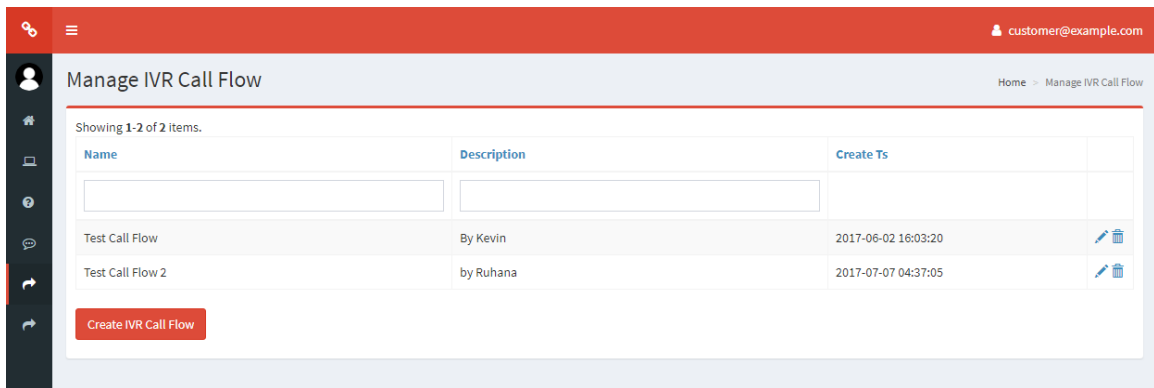 customer@example.com
Manage IVR Call Flow
Home > Manage IVR Call Flow
Showing 1-2 of 2 items.
Name Description Create Ts
Test Call Flow By Kevin 2017-06-02 16:03:20
Test Call Flow 2 by Ruhana 2017-07-07 04:37:05
Create IVR Call Flow